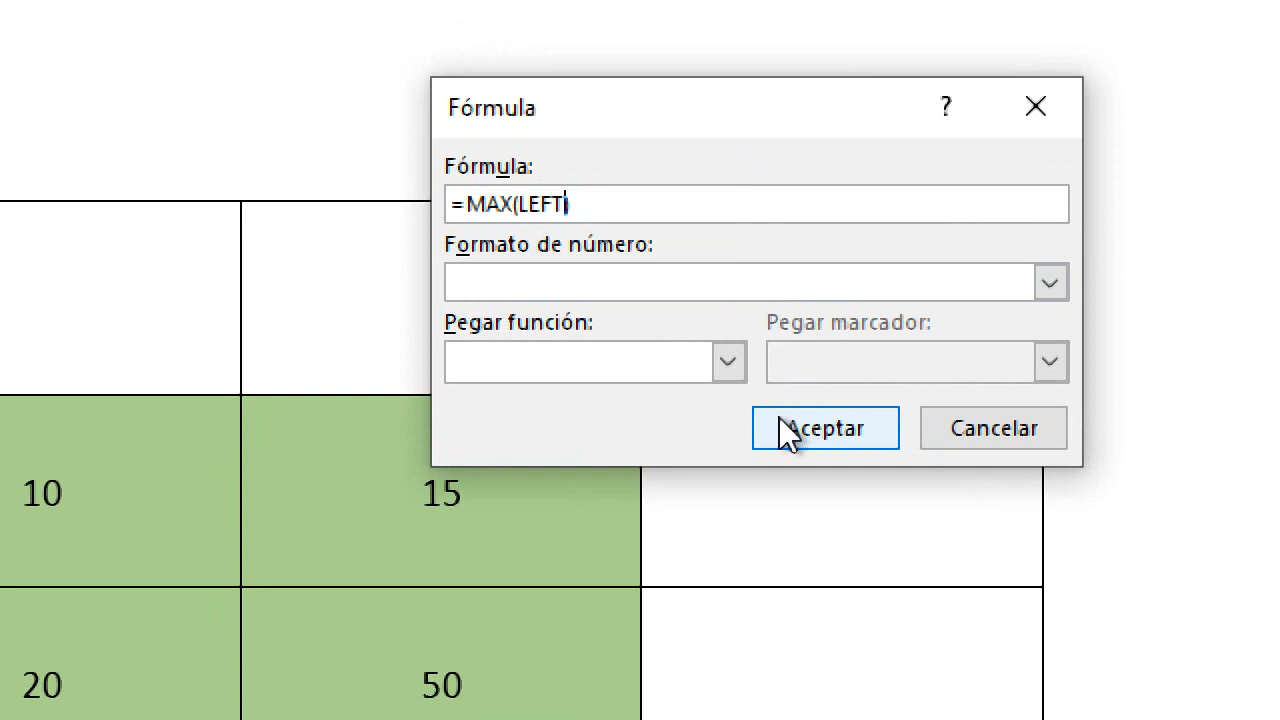 Fórmula
?
Fórmula:
=MAX(LEFT)
Formato de número:
Pegar función:
Pegar marcador:
Aceptar
Cancelar
10
15
20
50